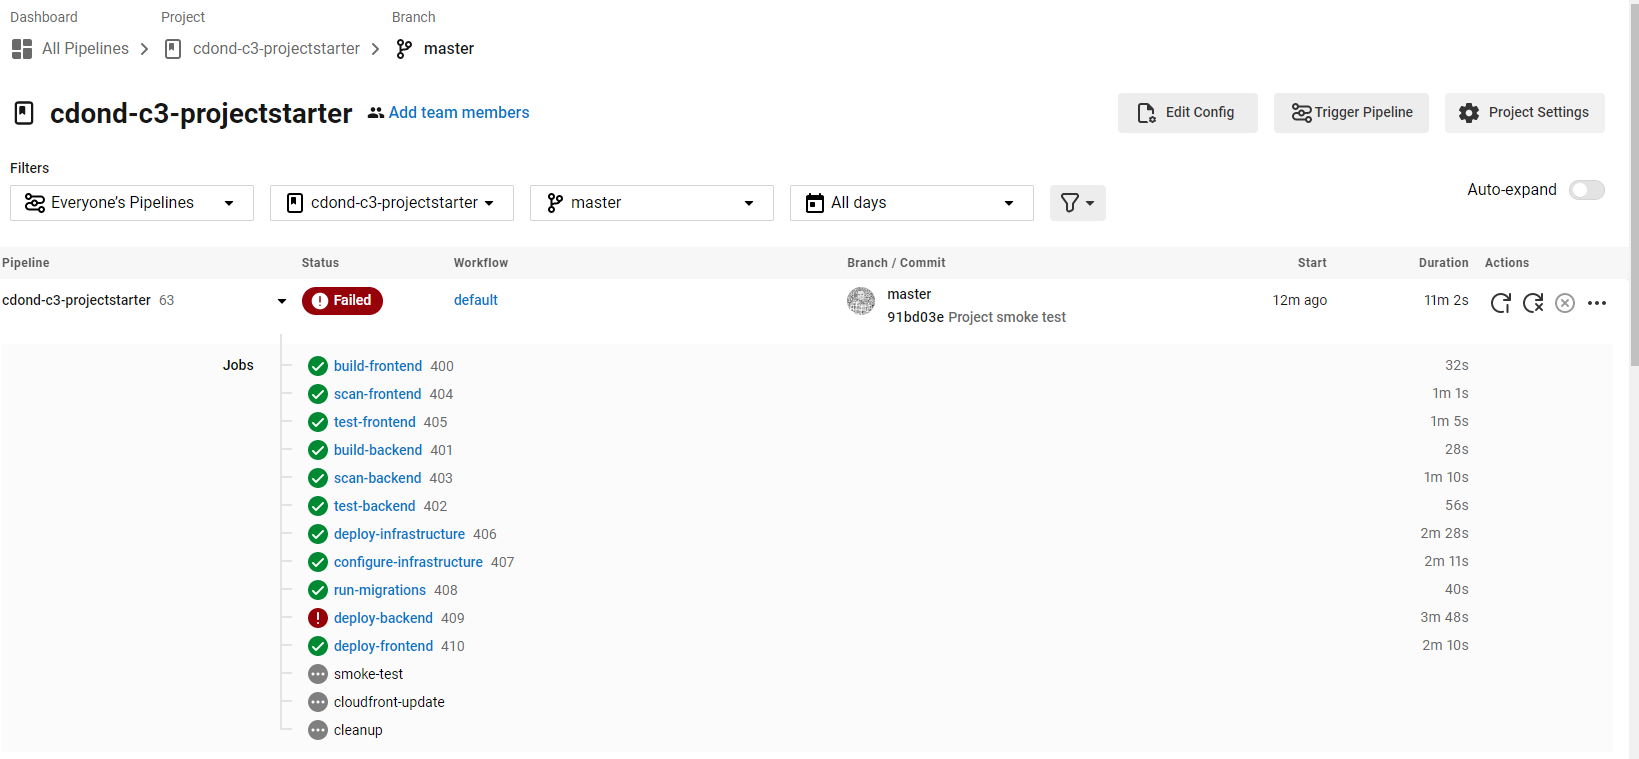 Dashboard Project Branch
All Pipelines cdond-c3-projectstarter master
cdond-c3-projectstarter Add team members Edit Config Trigger Pipeline Project Settings
Filters
Everyone's Pipelines cdond-c3-projectstarter master All days Auto-expand
Pipeline Status Workflow Branch / Commit Start Duration Actions
cdond-c3-projectstarter 63 Failed default master 12m ago 11m 2s
91bd03e Project smoke test
Jobs build-frontend 400 32s
scan-frontend 404 1m 1s
test-frontend 405 1m 5s
build-backend 401 28s
scan-backend 403 1m 10s
test-backend 402 56s
deploy-infrastructure 406 2m 28s
configure-infrastructure 407 2m 11s
run-migrations 408 40s
deploy-backend 409 3m 48s
deploy-frontend 410 2m 10s
smoke-test
cloudfront-update
cleanup